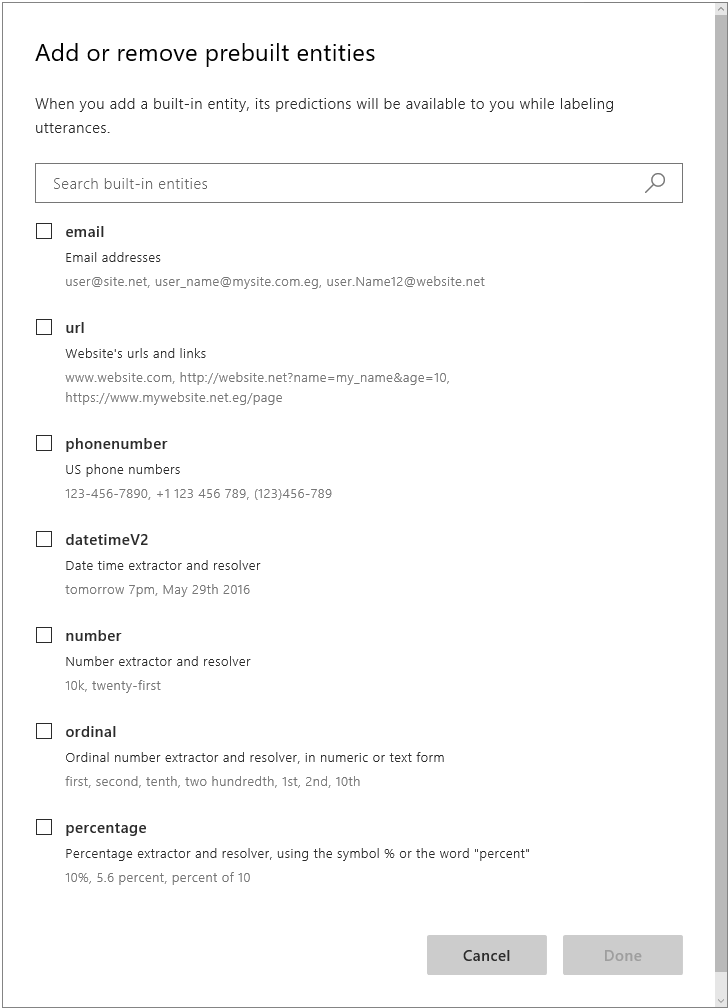 Add or remove prebuilt entities
When you add a built-in entity, its predictions will be available to you while labeling
utterances.
Search built-in entities
email
Email addresses
user@site.net, user_name@mysite.com.eg, user.Name12@website.net
url
Website's urls and links
www.website.com, http://website.net?name=my_name&age=10,
https://www.mywebsite.net.eg/page
phonenumber
US phone numbers
123-456-7890, +1 123 456 789, (123)456-789
datetimeV2
Date time extractor and resolver
tomorrow 7pm, May 29th 2016
number
Number extractor and resolver
10k, twenty-first
ordinal
Ordinal number extractor and resolver, in numeric or text form
first, second, tenth, two hundredth, 1st, 2nd, 10th
percentage
Percentage extractor and resolver, using the symbol % or the word "percent"
10%, 5.6 percent, percent of 10
Cancel Done